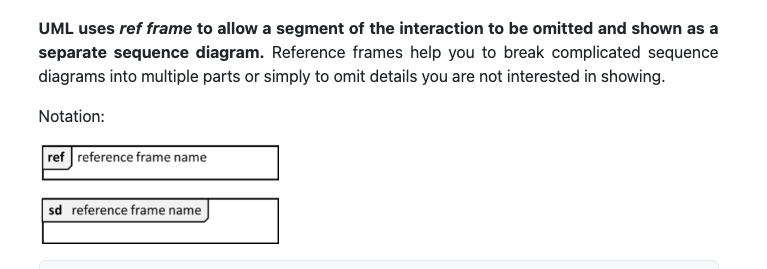 UML uses ref frame to allow a segment of the interaction to be omitted and shown as a
separate sequence diagram. Reference frames help you to break complicated sequence
diagrams into multiple parts or simply to omit details you are not interested in showing.
Notation:
ref reference frame name
sd reference frame name